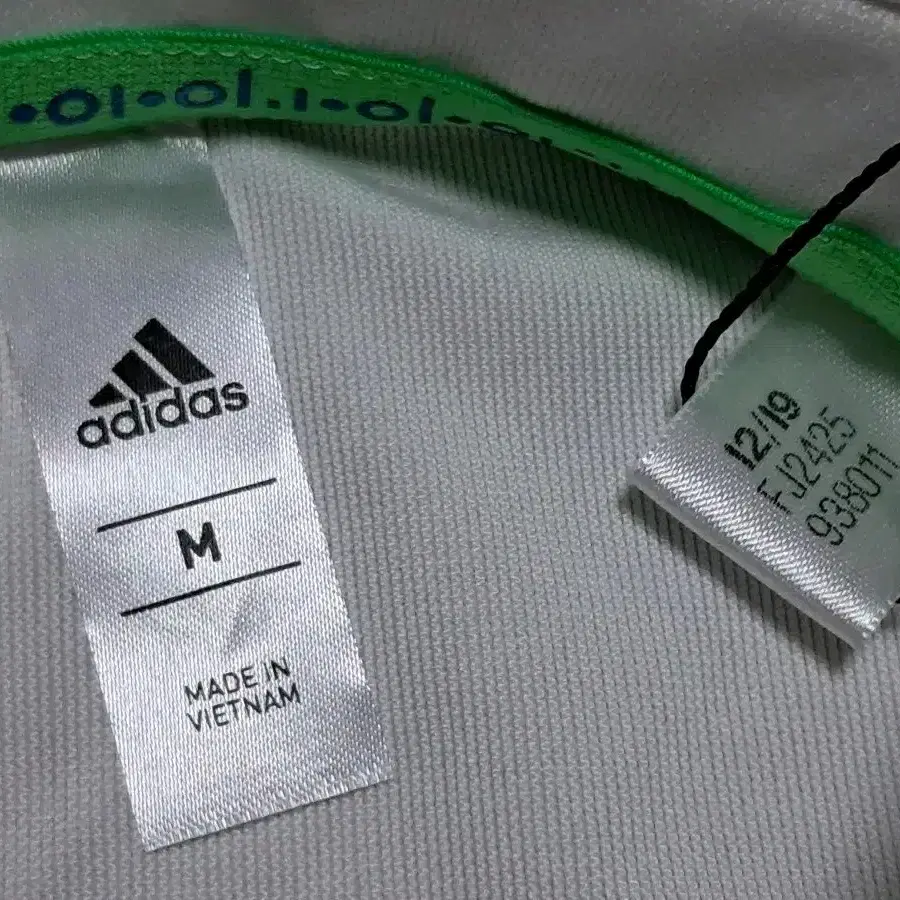 adidas
M
MADE IN
VIETNAM
12/19
FJ2425
938011